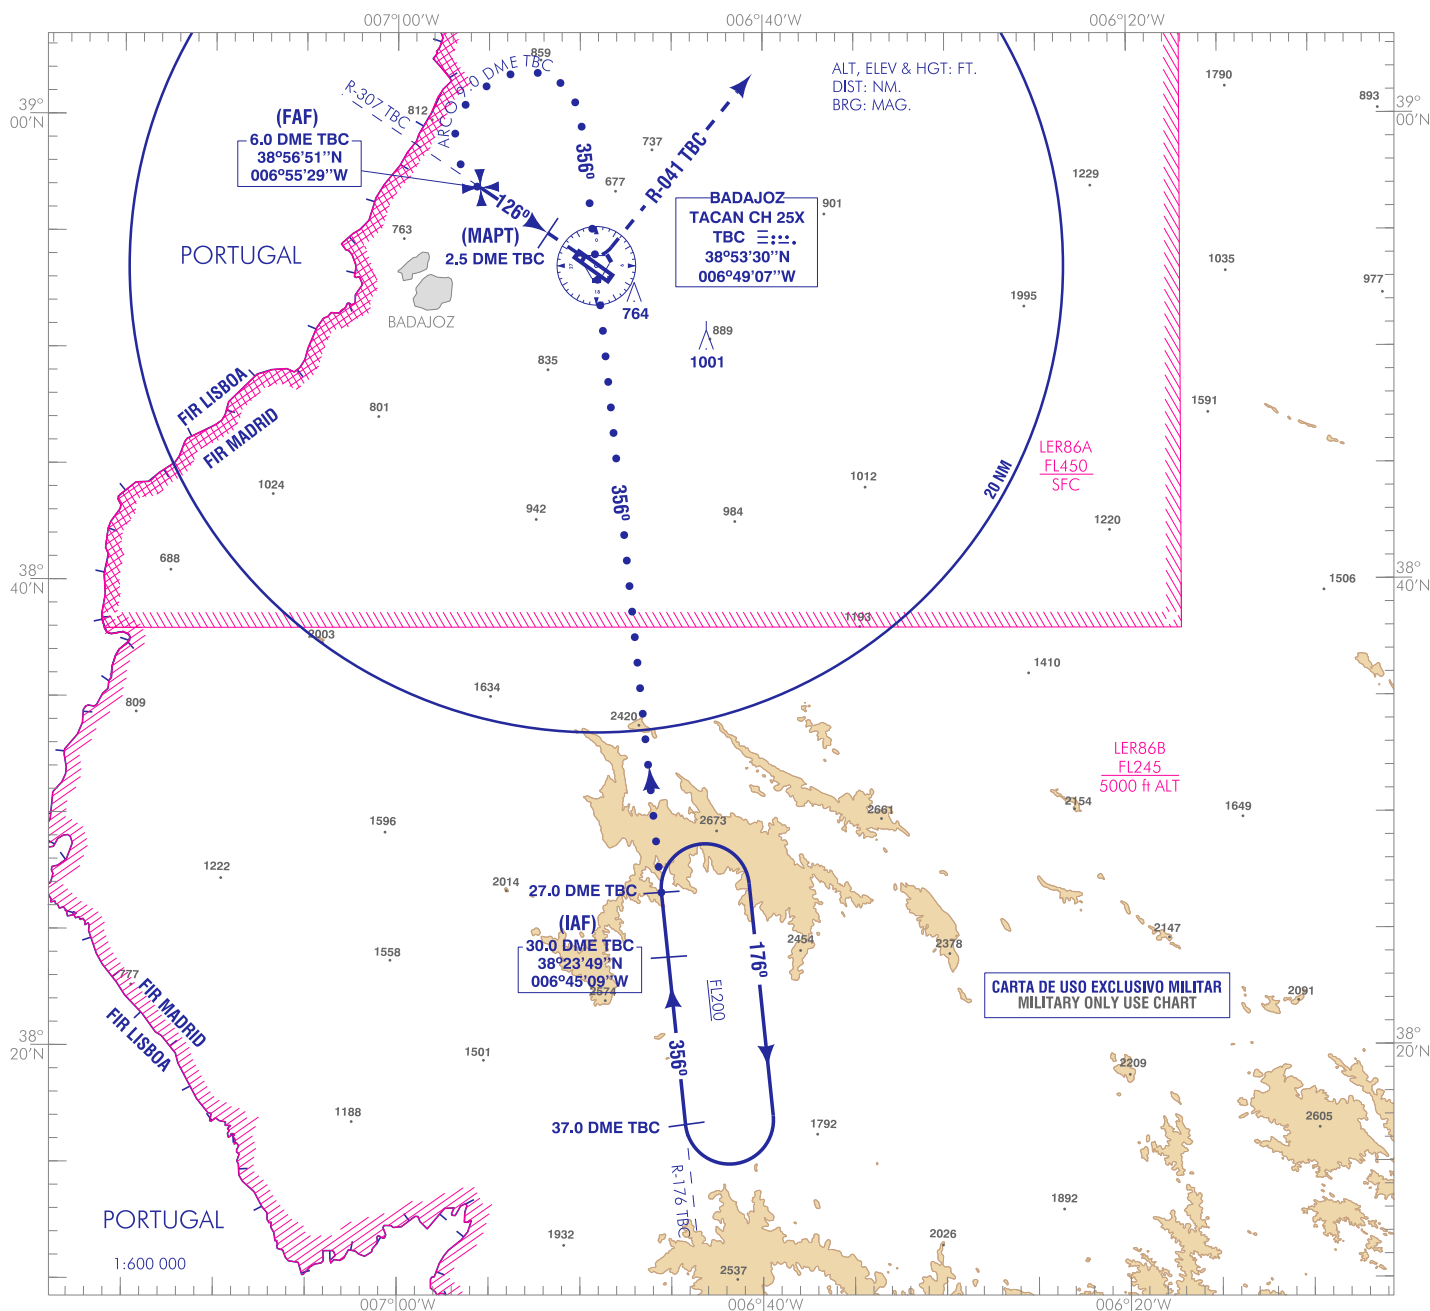 007°00'W
006°40'W
006°20'W
859
ARCO 9.0 DME TBC
R-307 TBC
812
ALT, ELEV & HGT: FT.
DIST: NM.
BRG: MAG.
1790
893
39°
00'N
39°
00'N
(FAF)
6.0 DME TBC
38°56'51''N
006°55'29''W
737
356°
677
R-041 TBC
1229
126°
BADAJOZ
TACAN CH 25X
TBC
38°53'30''N
006°49'07''W
901
763
(MAPT)
2.5 DME TBC
PORTUGAL
1035
977
764
1995
BADAJOZ
889
1001
835
801
FIR LISBOA
FIR MADRID
1591
LER86A
FL450
SFC
20 NM
1024
1012
356°
942
984
1220
688
38°
40'N
38°
40'N
1506
2003
1193
1410
1634
809
2420
LER86B
FL245
5000 ft ALT
2154
1649
1596
2673
2661
1222
2014
27.0 DME TBC
(IAF)
30.0 DME TBC
38°23'49''N
006°45'09''W
2147
1558
2454
2378
176°
777
2574
FL200
CARTA DE USO EXCLUSIVO MILITAR
MILITARY ONLY USE CHART
2091
FIR MADRID
FIR LISBOA
38°
20'N
38°
20'N
1501
356°
2209
1188
37.0 DME TBC
1792
2605
R-176 TBC
1892
PORTUGAL
1932
2026
1:600 000
2537
007°00'W
006°40'W
006°20'W